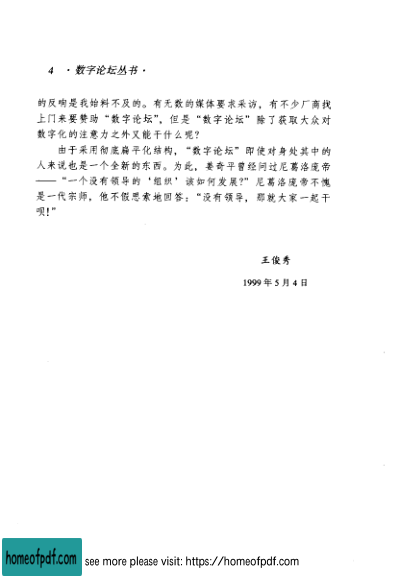 4 ·数字论坛丛书·
的反响是我始料不及的。有无数的媒体要求采访，有不少厂商找
上门来要赞助“数字论坛”，但是“数字论坛”除了获取大众对
数字化的注意力之外又能干什么呢？
由于采用彻底扁平化结构，“数字论坛”即使对身处其中的
人来说也是一个全新的东西。为此，姜奇平曾经问过尼葛洛庞帝
——“一个没有领导的‘组织’该如何发展？”尼葛洛庞帝不愧
是一代宗师，他不假思索地回答：“没有领导，那就大家一起干
呗！”
王俊秀
1999年5月4日
homeofpdf.com
see more please visit: https://homeofpdf.com